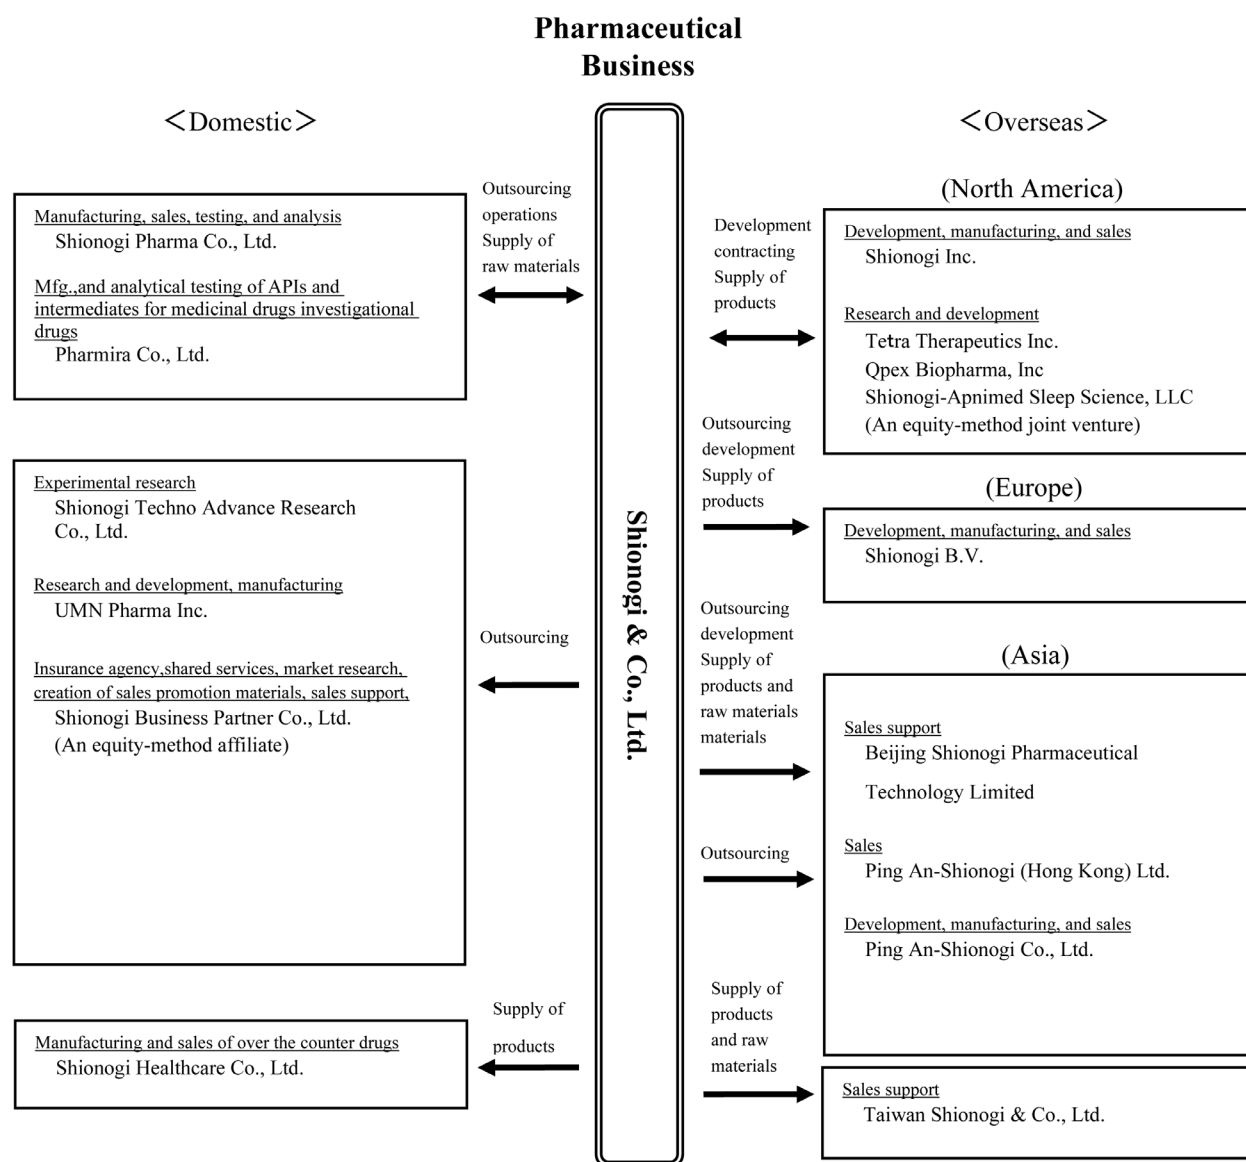 Pharmaceutical
Business
<Domestic>
Outsourcing
operations
Supply of
raw materials
Manufacturing, sales, testing, and analysis
Shionogi Pharma Co., Ltd.
Mfg.,and analytical testing of APIs and
intermediates for medicinal drugs investigational
drugs
Pharmira Co., Ltd.
Experimental research
Shionogi Techno Advance Research
Co., Ltd.
Research and development, manufacturing
UMN Pharma Inc.
Insurance agency,shared services, market research,
creation of sales promotion materials, sales support,
Shionogi Business Partner Co., Ltd.
(An equity-method affiliate)
Outsourcing
Manufacturing and sales of over the counter drugs
Shionogi Healthcare Co., Ltd.
Supply of
products
Shionogi & Co., Ltd.
<Overseas>
(North America)
Development
contracting
Supply of
products
Development, manufacturing, and sales
Shionogi Inc.
Research and development
Tetra Therapeutics Inc.
Qpex Biopharma, Inc
Shionogi-Apnimed Sleep Science, LLC
(An equity-method joint venture)
Outsourcing
development
Supply of
products
(Europe)
Development, manufacturing, and sales
Shionogi B.V.
Outsourcing
development
Supply of
products and
raw materials
materials
(Asia)
Sales support
Beijing Shionogi Pharmaceutical
Technology Limited
Outsourcing
Sales
Ping An-Shionogi (Hong Kong) Ltd.
Development, manufacturing, and sales
Ping An-Shionogi Co., Ltd.
Supply of
products
and raw
materials
Sales support
Taiwan Shionogi & Co., Ltd.